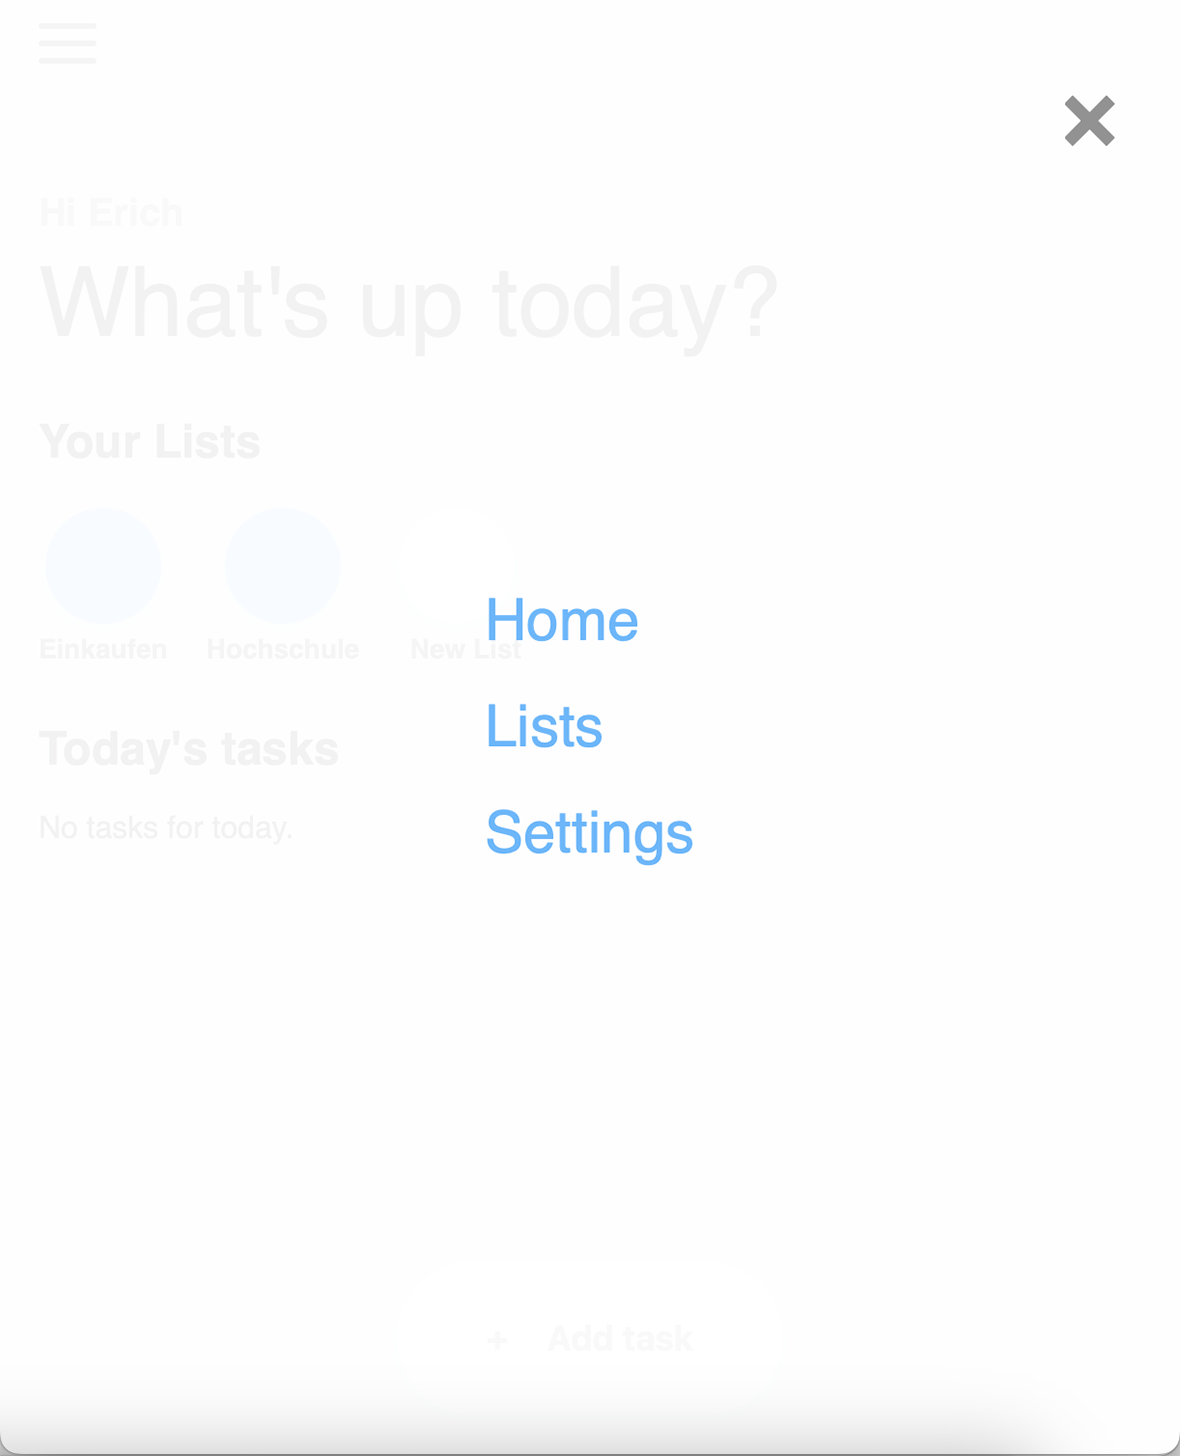 Hi Erich
What's up today?
Your Lists
Einkaufen Hochschule New List
Home
Lists
Today's tasks
No tasks for today.
Settings
+ Add task